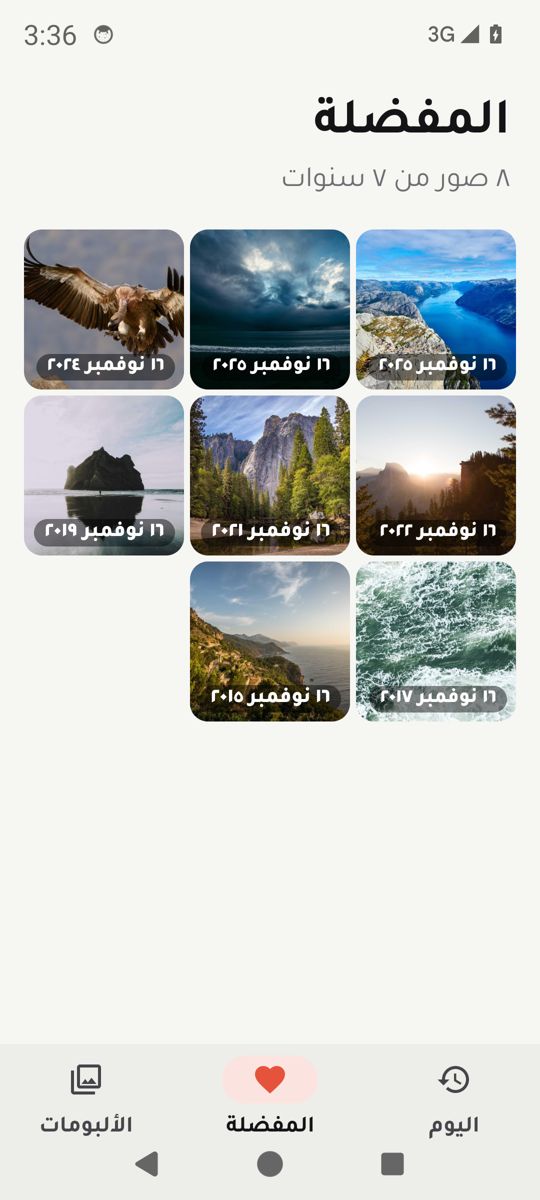 3:36
3G
المفضلة
٨ صور من ٧ سنوات
١٦ نوفمبر ٢٠٢٥
١٦ نوفمبر ٢٠٢٥
١٦ نوفمبر ٢٠٢٤
١٦ نوفمبر ٢٠٢٢
١٦ نوفمبر ٢٠٢١
١٦ نوفمبر ٢٠١٩
١٦ نوفمبر ٢٠١٧
١٦ نوفمبر ٢٠١٥
اليوم
المفضلة
الألبومات